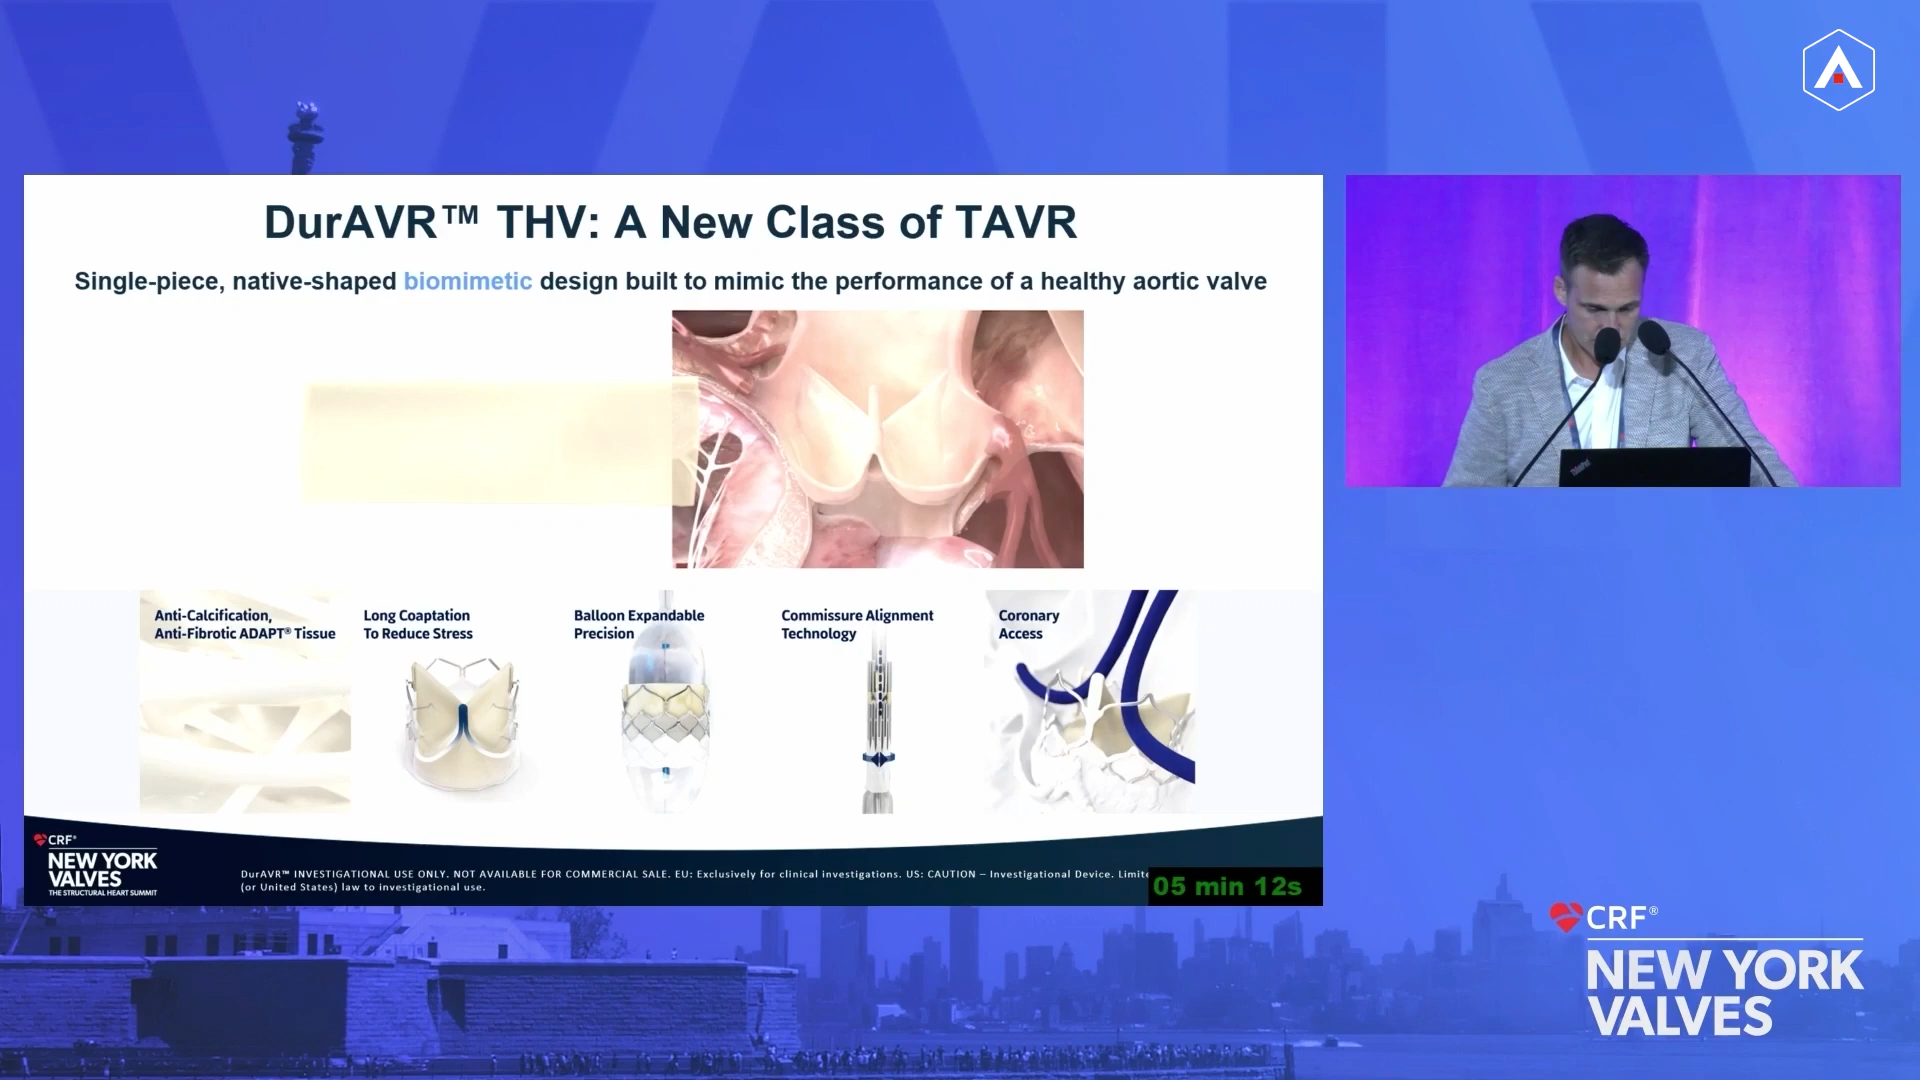 DurAVR™ THV: A New Class of TAVR
Single-piece, native-shaped biomimetic design built to mimic the performance of a healthy aortic valve
Anti-Calcification,
Anti-Fibrotic ADAPT® Tissue
Long Coaptation
To Reduce Stress
Balloon Expandable
Precision
Commissure Alignment
Technology
Coronary
Access
CRF®
NEW YORK
VALVES
THE STRUCTURAL HEART SUMMIT
DurAVR™ INVESTIGATIONAL USE ONLY. NOT AVAILABLE FOR COMMERCIAL SALE. EU: Exclusively for clinical investigations. US: CAUTION – Investigational Device. Limite
(or United States) law to investigational use.
05 min 12s
ThinkPad
CRF®
NEW YORK
VALVES